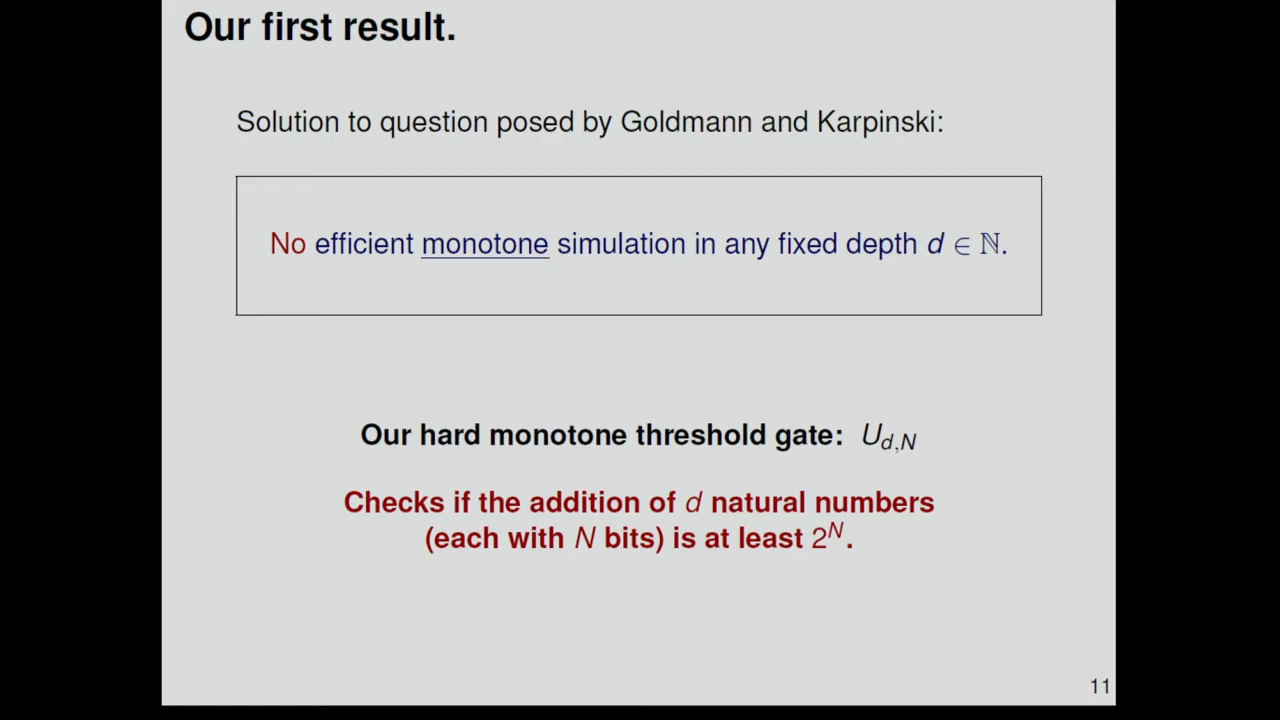 Our first result.
Solution to question posed by Goldmann and Karpinski:
No efficient monotone simulation in any fixed depth d ∈ ℕ.
Our hard monotone threshold gate: U_{d,N}
Checks if the addition of d natural numbers
(each with N bits) is at least 2^N.
11